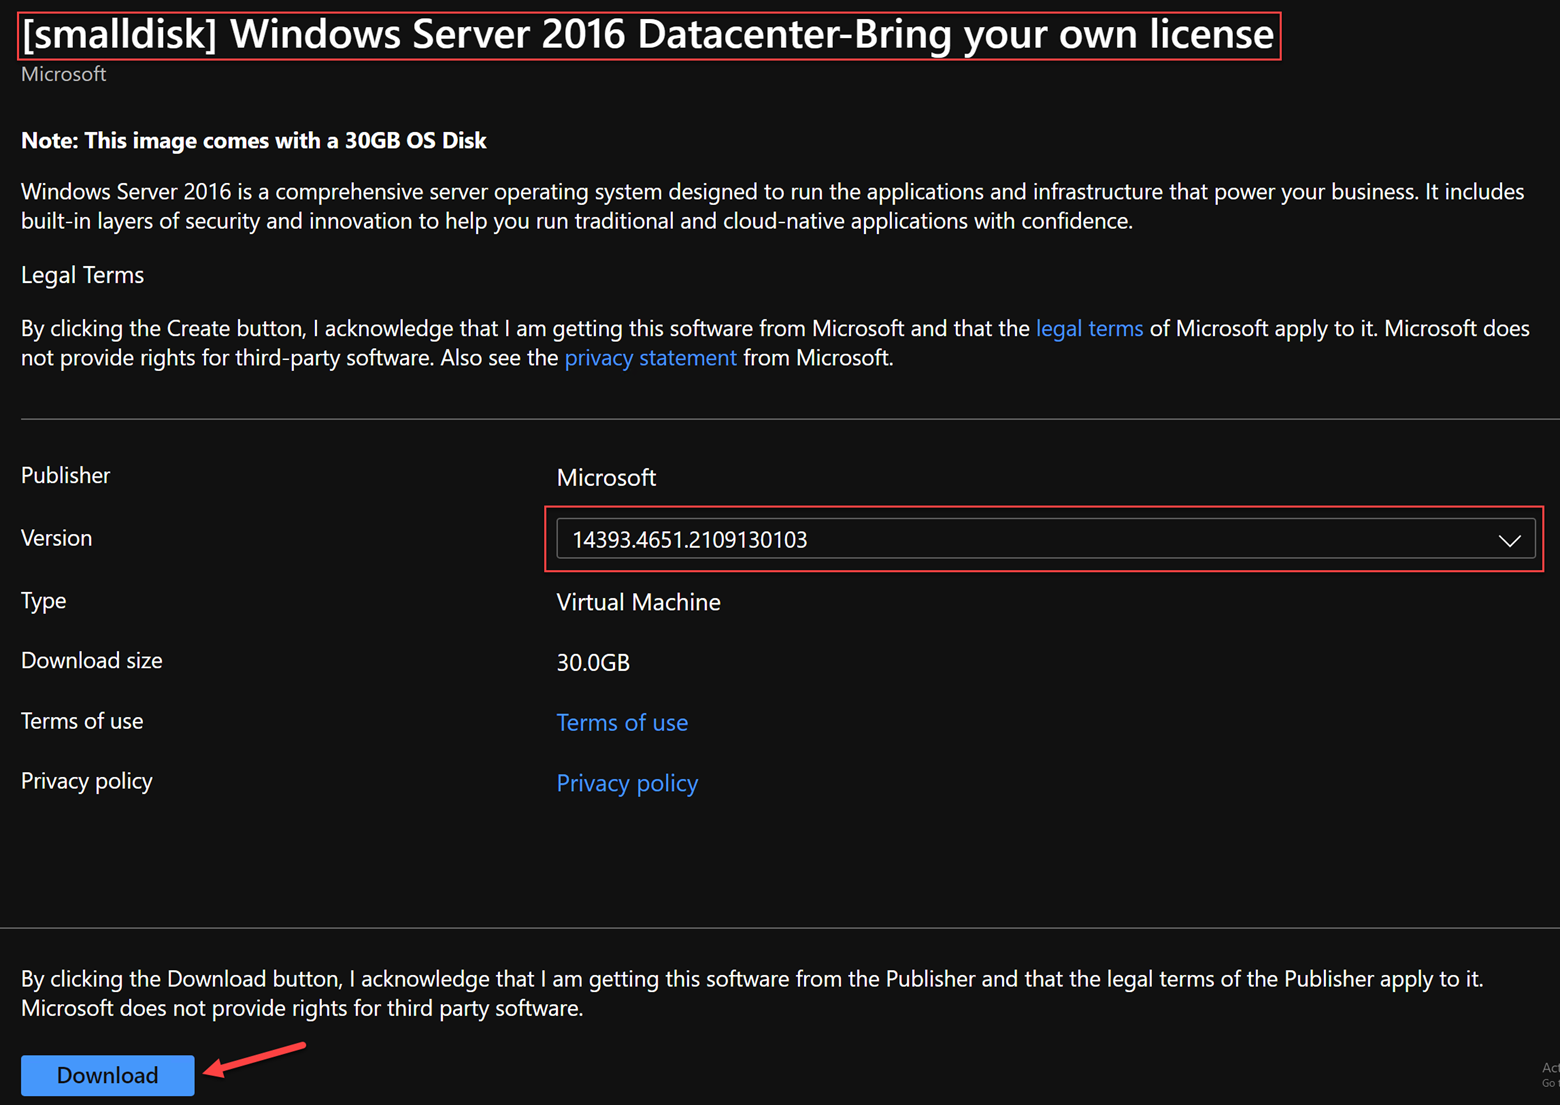 [smalldisk] Windows Server 2016 Datacenter-Bring your own license
Microsoft
Note: This image comes with a 30GB OS Disk
Windows Server 2016 is a comprehensive server operating system designed to run the applications and infrastructure that power your business. It includes
built-in layers of security and innovation to help you run traditional and cloud-native applications with confidence.
Legal Terms
By clicking the Create button, I acknowledge that I am getting this software from Microsoft and that the legal terms of Microsoft apply to it. Microsoft does
not provide rights for third-party software. Also see the privacy statement from Microsoft.
Publisher Microsoft
Version 14393.4651.2109130103
Type Virtual Machine
Download size 30.0GB
Terms of use Terms of use
Privacy policy Privacy policy
By clicking the Download button, I acknowledge that I am getting this software from the Publisher and that the legal terms of the Publisher apply to it.
Microsoft does not provide rights for third party software.
Download
Go